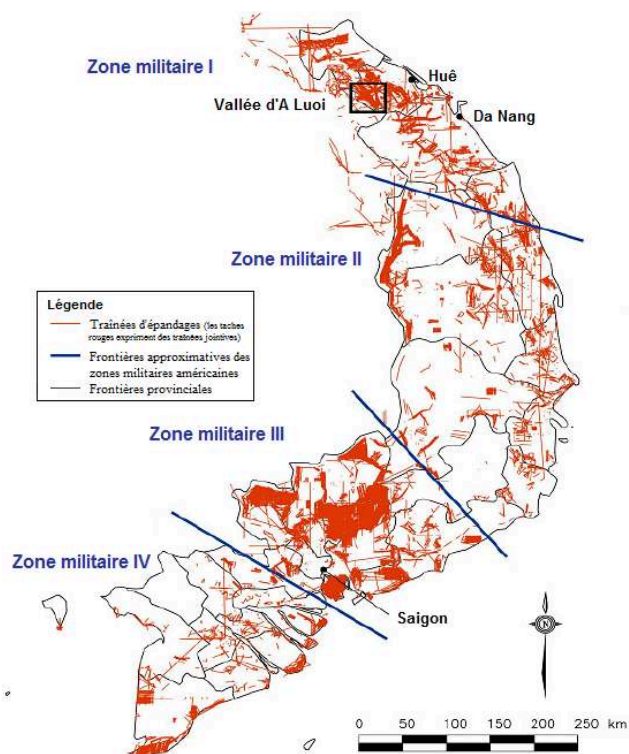 Zone militaire I
Huê
Vallée d'A Luoi
Da Nang
Zone militaire II
Légende
Traînées d'épandages (les taches
rouges expriment des traînées jointives)
Frontières approximatives des
zones militaires américaines
Frontières provinciales
Zone militaire III
Zone militaire IV
Saigon
N
0 50 100 150 200 250 km